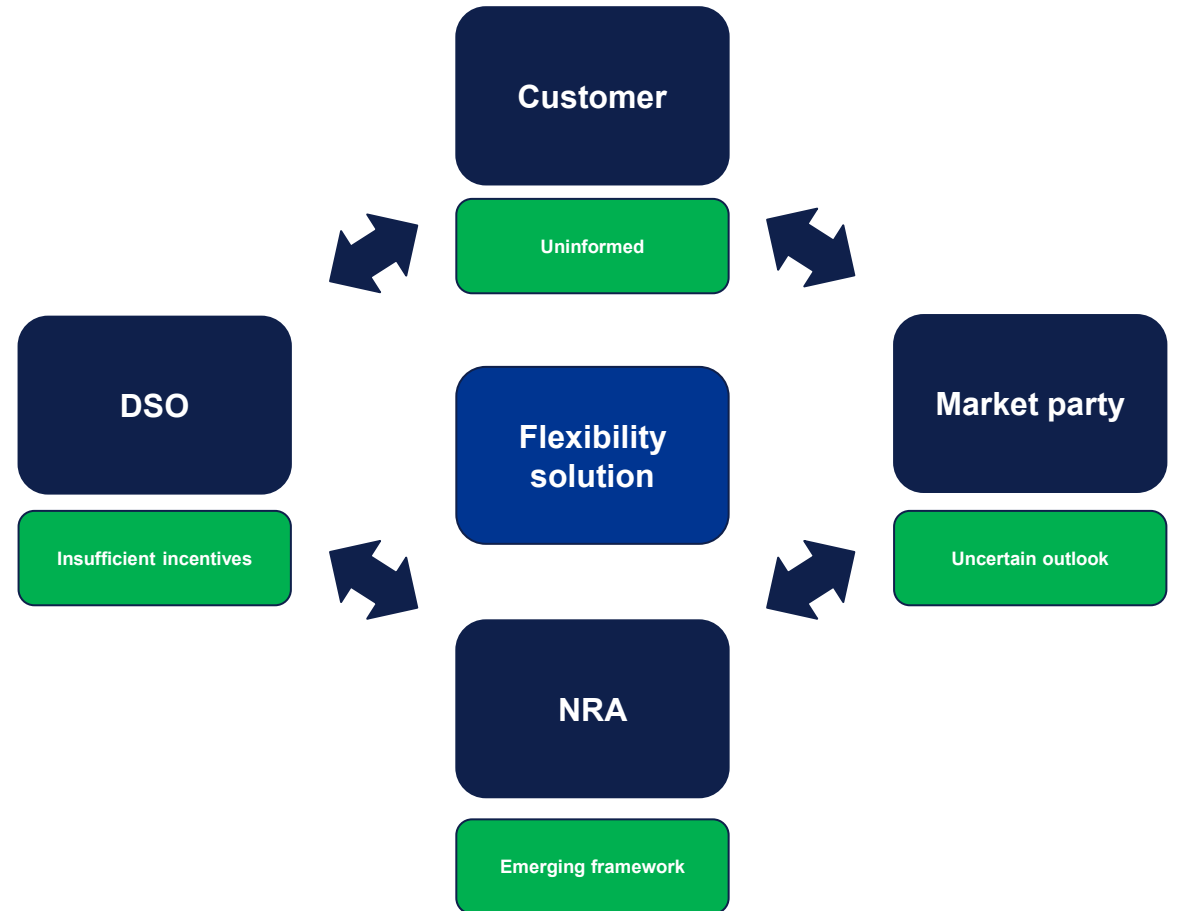 Customer
Uninformed
DSO
Insufficient incentives
Flexibility
solution
Market party
Uncertain outlook
NRA
Emerging framework